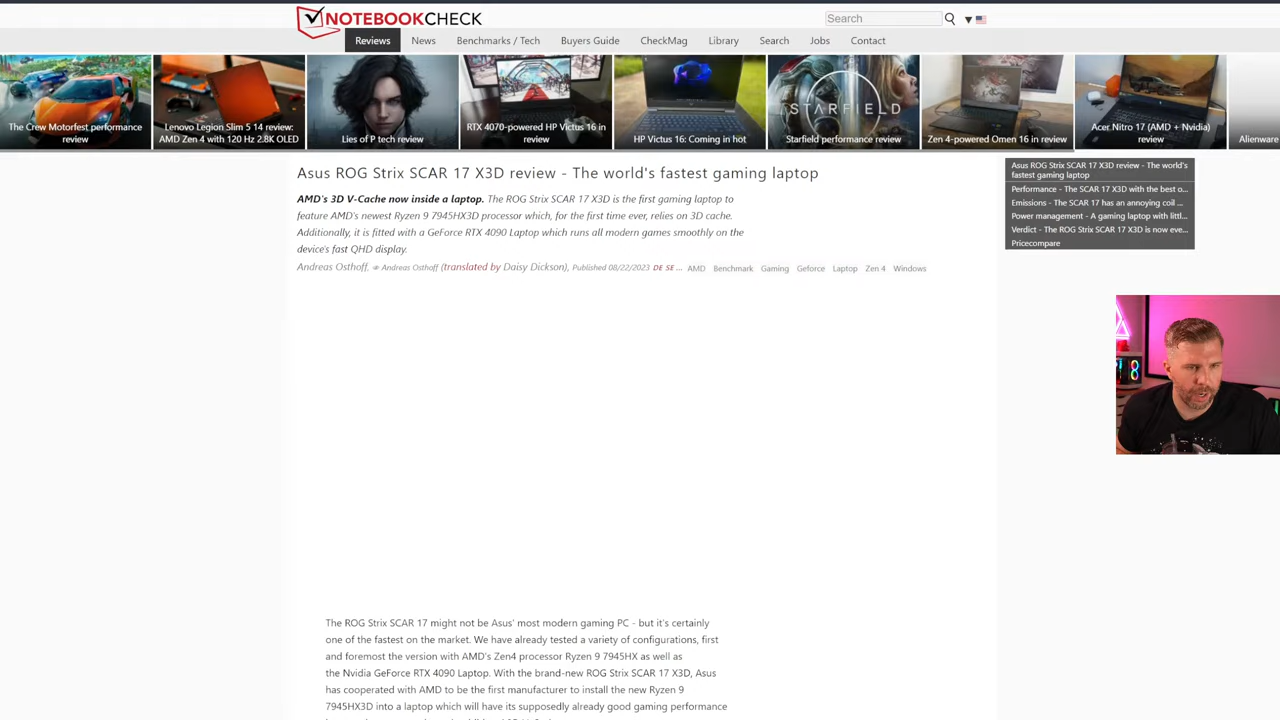 NOTEBOOKCHECK
Search
Reviews
News
Benchmarks / Tech
Buyers Guide
CheckMag
Library
Search
Jobs
Contact
The Crew Motorfest performance
review
Lenovo Legion Slim 5 14 review:
AMD Zen 4 with 120 Hz 2.8K OLED
Lies of P tech review
RTX 4070-powered HP Victus 16 in
review
HP Victus 16: Coming in hot
STARFIELD
Starfield performance review
Zen 4-powered Omen 16 in review
Acer Nitro 17 (AMD + Nvidia)
review
Alienware
Asus ROG Strix SCAR 17 X3D review - The world's fastest gaming laptop
AMD's 3D V-Cache now inside a laptop. The ROG Strix SCAR 17 X3D is the first gaming laptop to
feature AMD's newest Ryzen 9 7945HX3D processor which, for the first time ever, relies on 3D cache.
Additionally, it is fitted with a GeForce RTX 4090 Laptop which runs all modern games smoothly on the
device's fast QHD display.
Andreas Osthoff, Andreas Osthoff (translated by Daisy Dickson), Published 08/22/2023 DE SE ... AMD Benchmark Gaming Geforce Laptop Zen 4 Windows
Asus ROG Strix SCAR 17 X3D review - The world's
fastest gaming laptop
Performance - The SCAR 17 X3D with the best o...
Emissions - The SCAR 17 has an annoying coil ...
Power management - A gaming laptop with littl...
Verdict - The ROG Strix SCAR 17 X3D is now eve...
Pricecompare
The ROG Strix SCAR 17 might not be Asus' most modern gaming PC - but it's certainly
one of the fastest on the market. We have already tested a variety of configurations, first
and foremost the version with AMD's Zen4 processor Ryzen 9 7945HX as well as
the Nvidia GeForce RTX 4090 Laptop. With the brand-new ROG Strix SCAR 17 X3D, Asus
has cooperated with AMD to be the first manufacturer to install the new Ryzen 9
7945HX3D into a laptop which will have its supposedly already good gaming performance